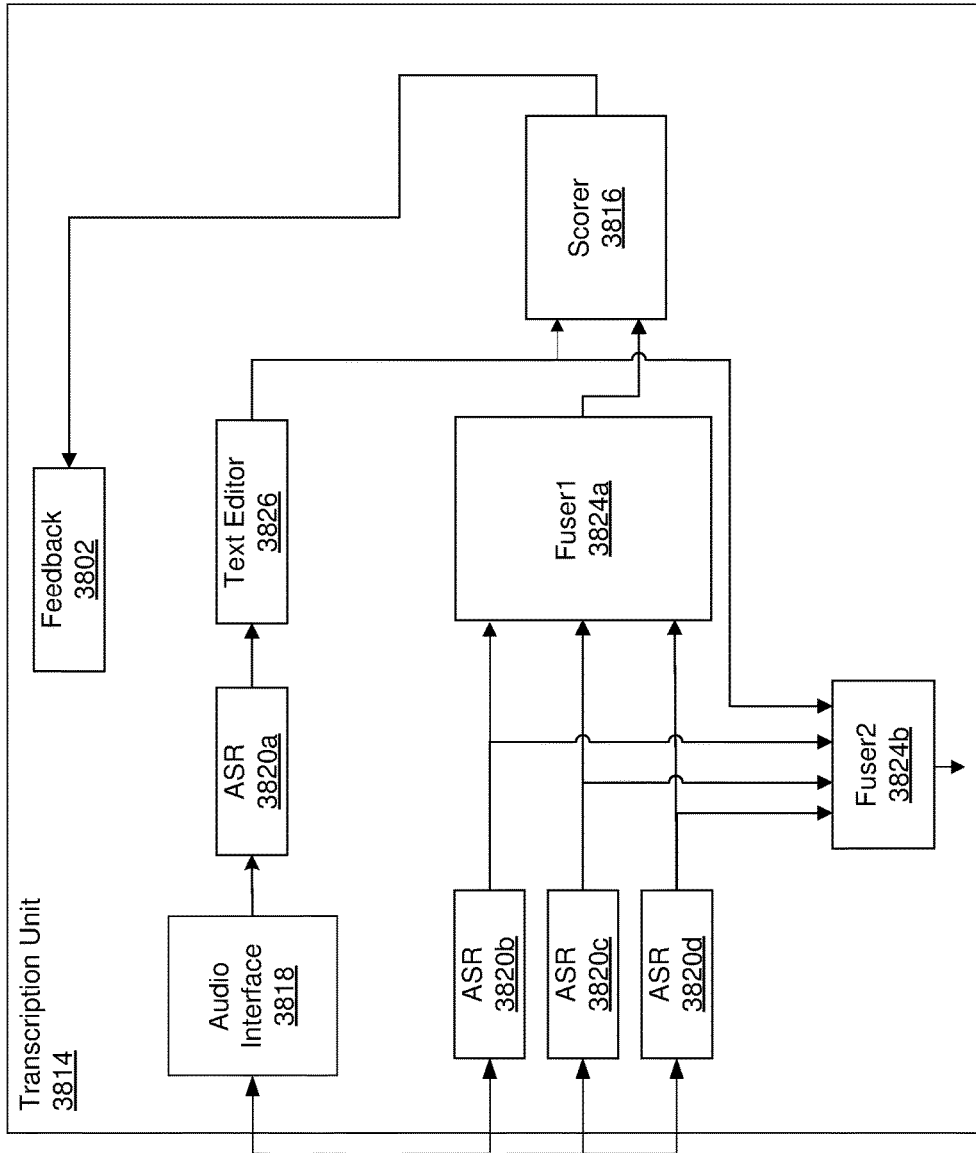 Transcription Unit
3814
Feedback
3802
Audio
Interface
3818
ASR
3820a
Text Editor
3826
ASR
3820b
ASR
3820c
ASR
3820d
Fuser1
3824a
Scorer
3816
Fuser2
3824b